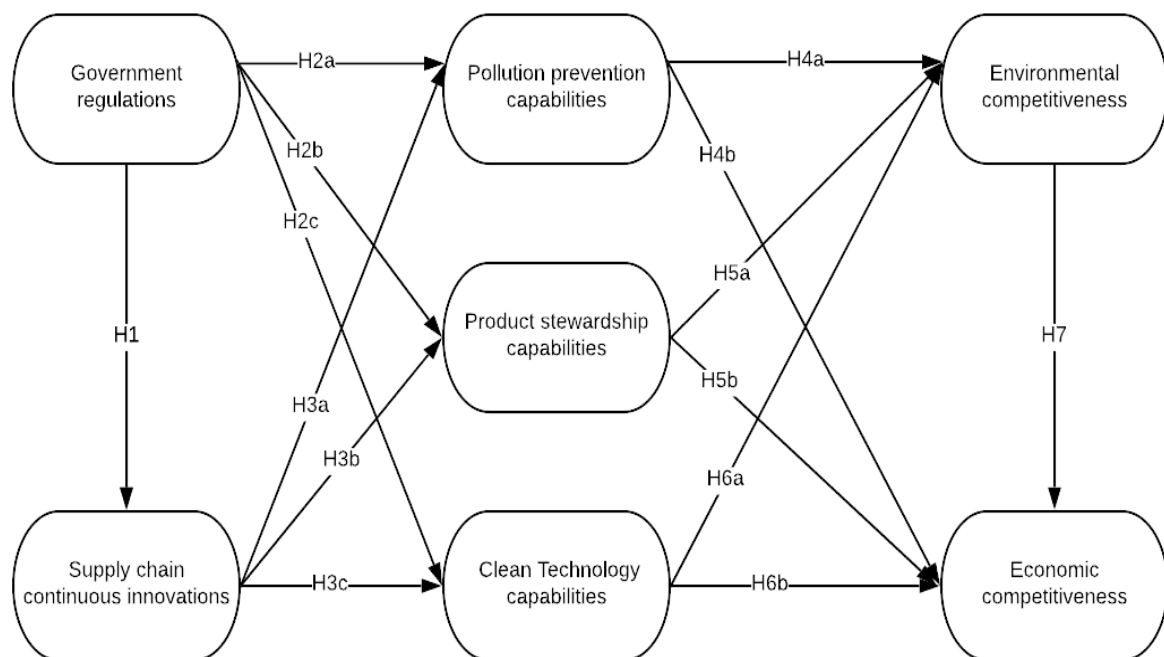 Government
regulations
H2a
Pollution prevention
capabilities
H4a
Environmental
competitiveness
H2b
H4b
H2c
H5a
H1
Product stewardship
capabilities
H7
H5b
H3a
H3b
H6a
Supply chain
continuous innovations
H3c
Clean Technology
capabilities
H6b
Economic
competitiveness